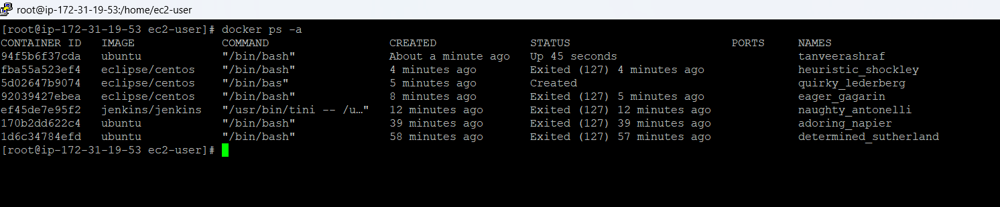 root@ip-172-31-19-53:/home/ec2-user
[root@ip-172-31-19-53 ec2-user]# docker ps -a
CONTAINER ID   IMAGE             COMMAND                  CREATED              STATUS                        PORTS     NAMES
94f5b6f37cda   ubuntu            "/bin/bash"              About a minute ago   Up 45 seconds                           tanveerashraf
fba55a523ef4   eclipse/centos    "/bin/bash"              4 minutes ago        Exited (127) 4 minutes ago              heuristic_shockley
5d02647b9074   eclipse/centos    "/bin/bas"               5 minutes ago        Created                                 quirky_lederberg
92039427ebea   eclipse/centos    "/bin/bash"              8 minutes ago        Exited (127) 5 minutes ago              eager_gagarin
ef45de7e95f2   jenkins/jenkins   "/usr/bin/tini -- /u…"   12 minutes ago       Exited (127) 12 minutes ago             naughty_antonelli
170b2dd622c4   ubuntu            "/bin/bash"              39 minutes ago       Exited (127) 39 minutes ago             adoring_napier
1d6c34784efd   ubuntu            "/bin/bash"              58 minutes ago       Exited (127) 57 minutes ago             determined_sutherland
[root@ip-172-31-19-53 ec2-user]#